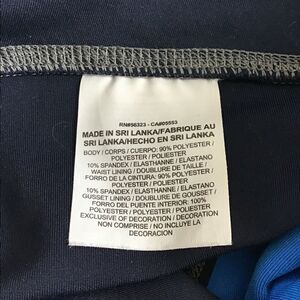 RN#56323 - CA#05553
MADE IN SRI LANKA/FABRIQUE AU
SRI LANKA/HECHO EN SRI LANKA
BODY / CORPS / CUERPO: 90% POLYESTER /
POLYESTER / POLIESTER
10% SPANDEX / ELASTHANNE / ELASTANO
WAIST LINING / DOUBLURE DE TAILLE /
FORRO DE LA CINTURA: 90% POLYESTER /
POLYESTER / POLIESTER
10% SPANDEX / ELASTHANNE / ELASTANO
GUSSET LINING / DOUBLURE DE GOUSSET /
FORRO DEL PUENTE INTERIOR: 100%
POLYESTER / POLYESTER / POLIESTER
EXCLUSIVE OF DECORATION / DECORATION
NON COMPRISE / NO INCLUYE LA
DECORACION